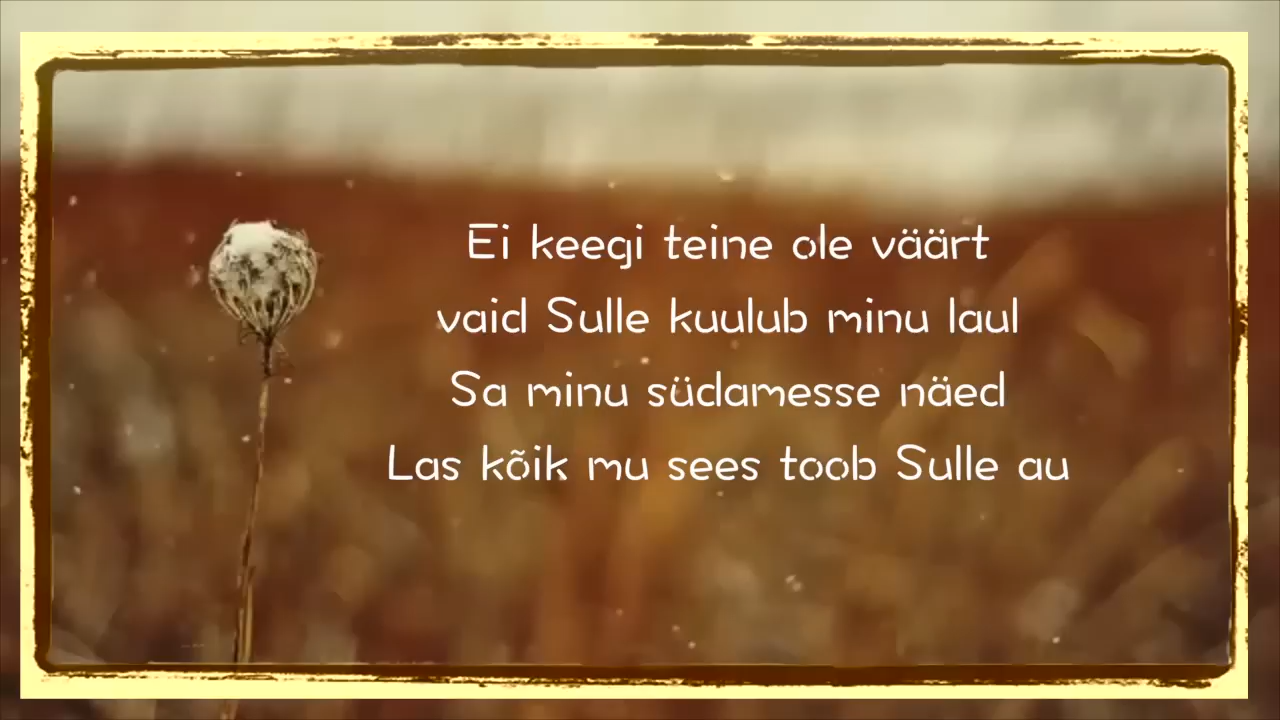 Ei keegi teine ole väärt
vaid Sulle kuulub minu laul
Sa minu südamesse näed
Las kõik mu sees toob Sulle au